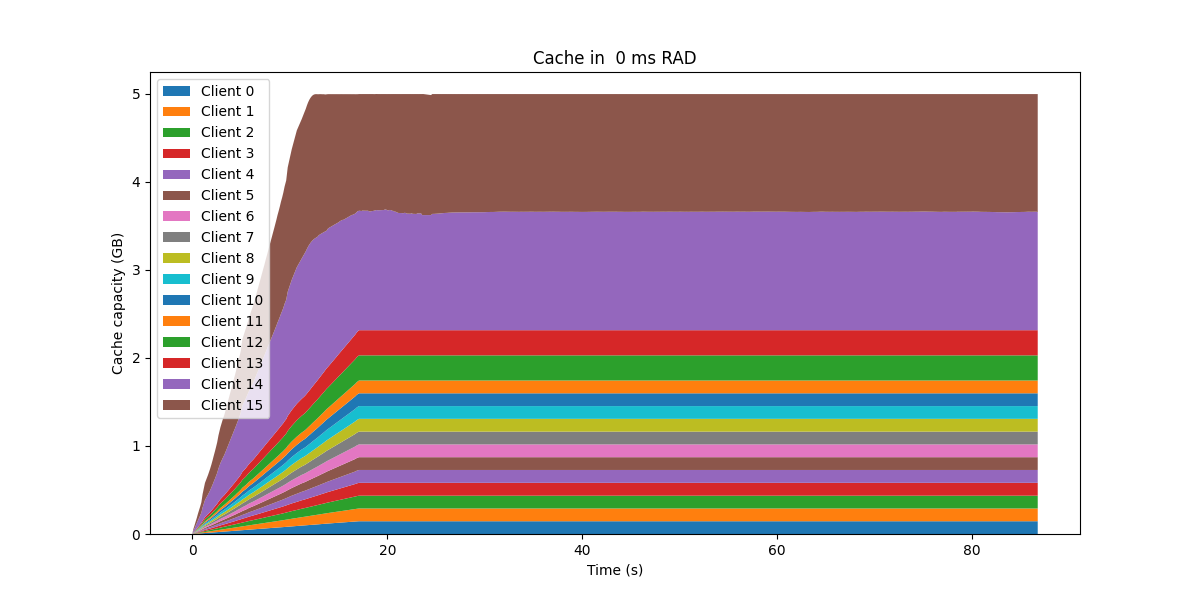 Cache in  0 ms RAD
Cache capacity (GB)
5
4
3
2
1
0
Client 0
Client 1
Client 2
Client 3
Client 4
Client 5
Client 6
Client 7
Client 8
Client 9
Client 10
Client 11
Client 12
Client 13
Client 14
Client 15
0 20 40 60 80
Time (s)